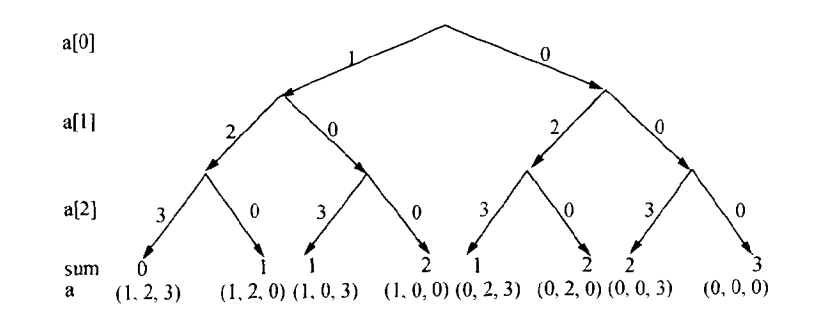 a[0] 1 0
a[1] 2 0 2 0
a[2] 3 0 3 0 3 0 3 0
sum 0 1 1 2 1 2 2 3
a (1, 2, 3) (1, 2, 0) (1, 0, 3) (1, 0, 0) (0, 2, 3) (0, 2, 0) (0, 0, 3) (0, 0, 0)